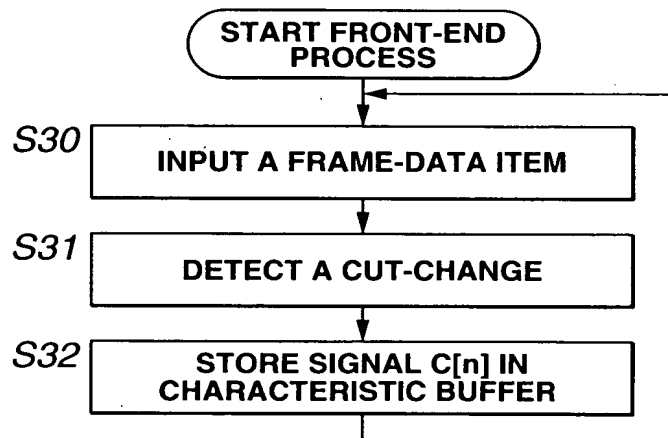 START FRONT-END
PROCESS
S30
INPUT A FRAME-DATA ITEM
S31
DETECT A CUT-CHANGE
S32
STORE SIGNAL C[n] IN
CHARACTERISTIC BUFFER